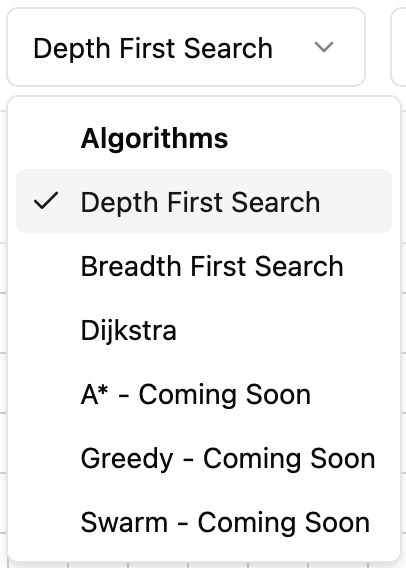 Depth First Search
Algorithms
Depth First Search
Breadth First Search
Dijkstra
A* - Coming Soon
Greedy - Coming Soon
Swarm - Coming Soon